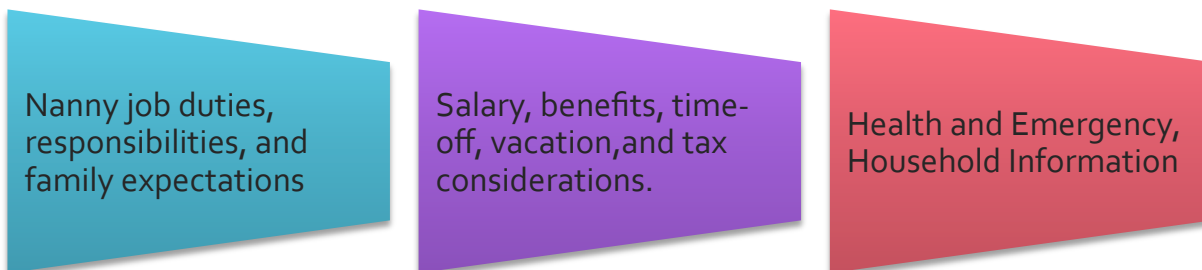 Nanny job duties,
responsibilities, and
family expectations
Salary, benefits, time-
off, vacation,and tax
considerations.
Health and Emergency,
Household Information